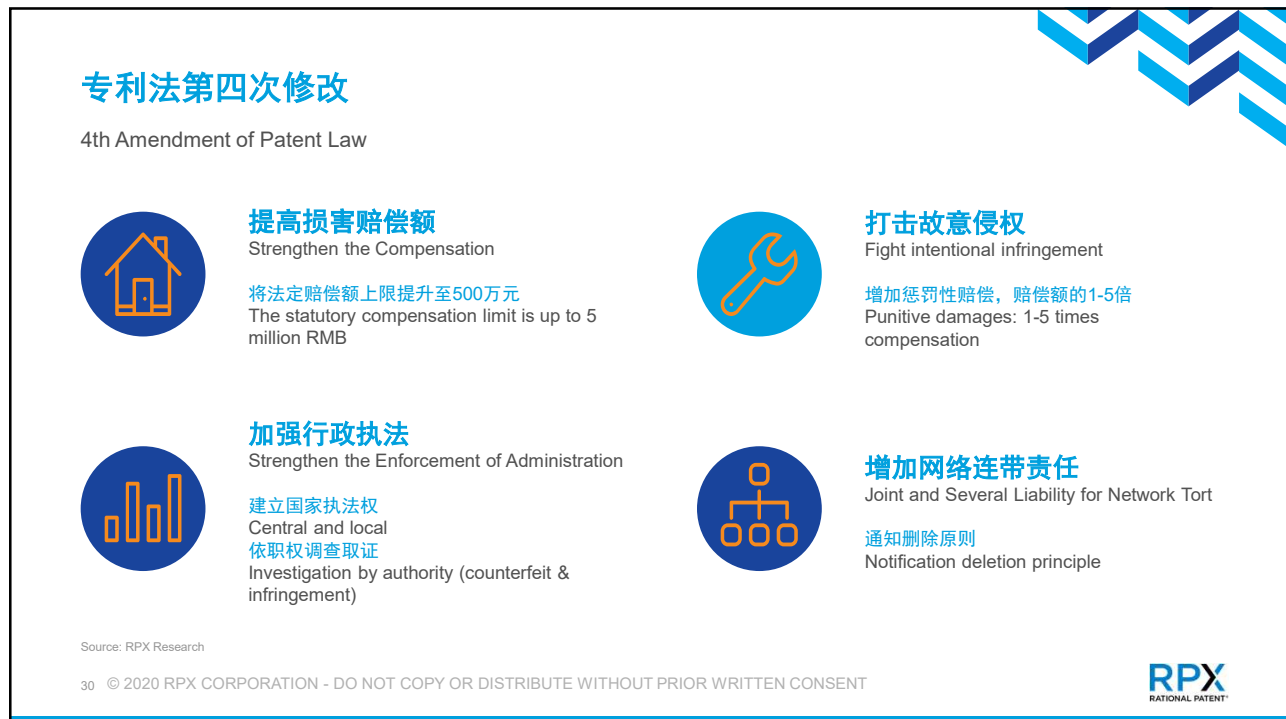 专利法第四次修改
4th Amendment of Patent Law
提高损害赔偿额
Strengthen the Compensation
将法定赔偿额上限提升至500万元
The statutory compensation limit is up to 5
million RMB
打击故意侵权
Fight intentional infringement
增加惩罚性赔偿，赔偿额的1-5倍
Punitive damages: 1-5 times
compensation
加强行政执法
Strengthen the Enforcement of Administration
建立国家执法权
Central and local
依职权调查取证
Investigation by authority (counterfeit &
infringement)
增加网络连带责任
Joint and Several Liability for Network Tort
通知删除原则
Notification deletion principle
Source: RPX Research
30 © 2020 RPX CORPORATION - DO NOT COPY OR DISTRIBUTE WITHOUT PRIOR WRITTEN CONSENT
RPX
RATIONAL PATENT